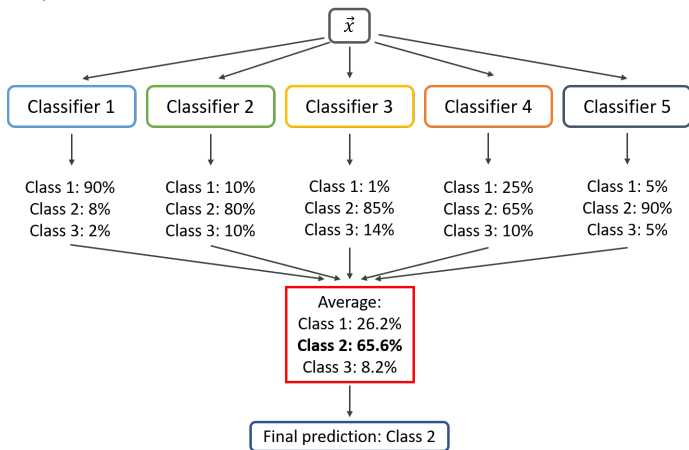 x⃗
Classifier 1
Classifier 2
Classifier 3
Classifier 4
Classifier 5
Class 1: 90%
Class 2: 8%
Class 3: 2%
Class 1: 10%
Class 2: 80%
Class 3: 10%
Class 1: 1%
Class 2: 85%
Class 3: 14%
Class 1: 25%
Class 2: 65%
Class 3: 10%
Class 1: 5%
Class 2: 90%
Class 3: 5%
Average:
Class 1: 26.2%
Class 2: 65.6%
Class 3: 8.2%
Final prediction: Class 2